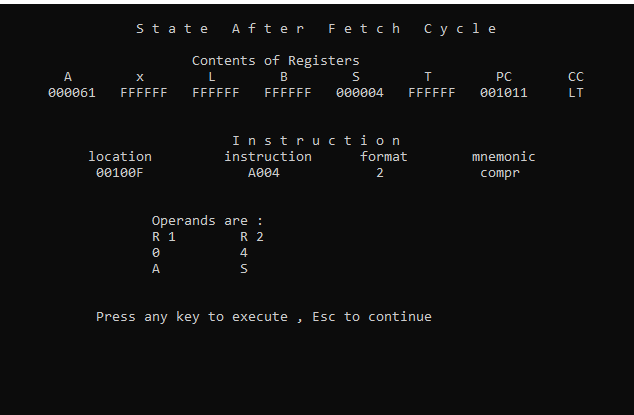 S t a t e   A f t e r   F e t c h   C y c l e
Contents of Registers
A x L B S T PC CC
000061 FFFFFF FFFFFF FFFFFF 000004 FFFFFF 001011 LT
I n s t r u c t i o n
location instruction format mnemonic
00100F A004 2 compr
Operands are :
R 1 R 2
0 4
A S
Press any key to execute , Esc to continue